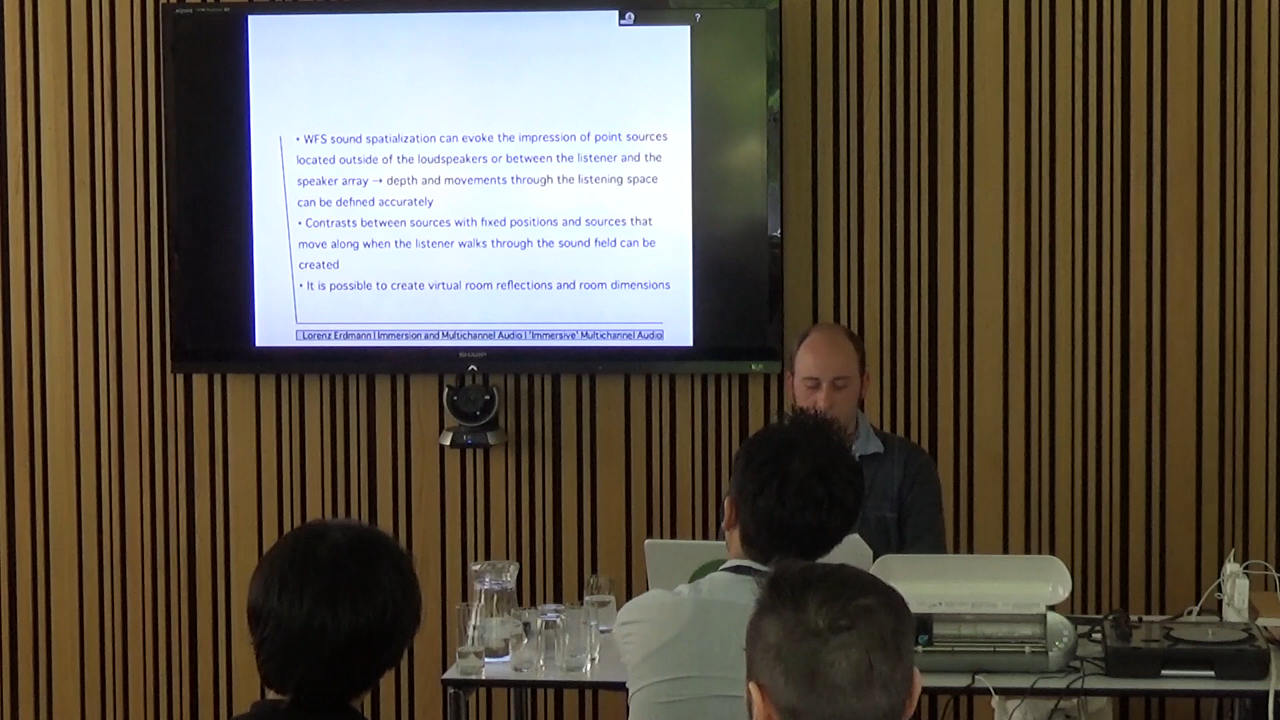 ?
• WFS sound spatialization can evoke the impression of point sources
located outside of the loudspeakers or between the listener and the
speaker array → depth and movements through the listening space
can be defined accurately
• Contrasts between sources with fixed positions and sources that
move along when the listener walks through the sound field can be
created
• It is possible to create virtual room reflections and room dimensions
Lorenz Erdmann | Immersion and Multichannel Audio | 'Immersive' Multichannel Audio
SHARP